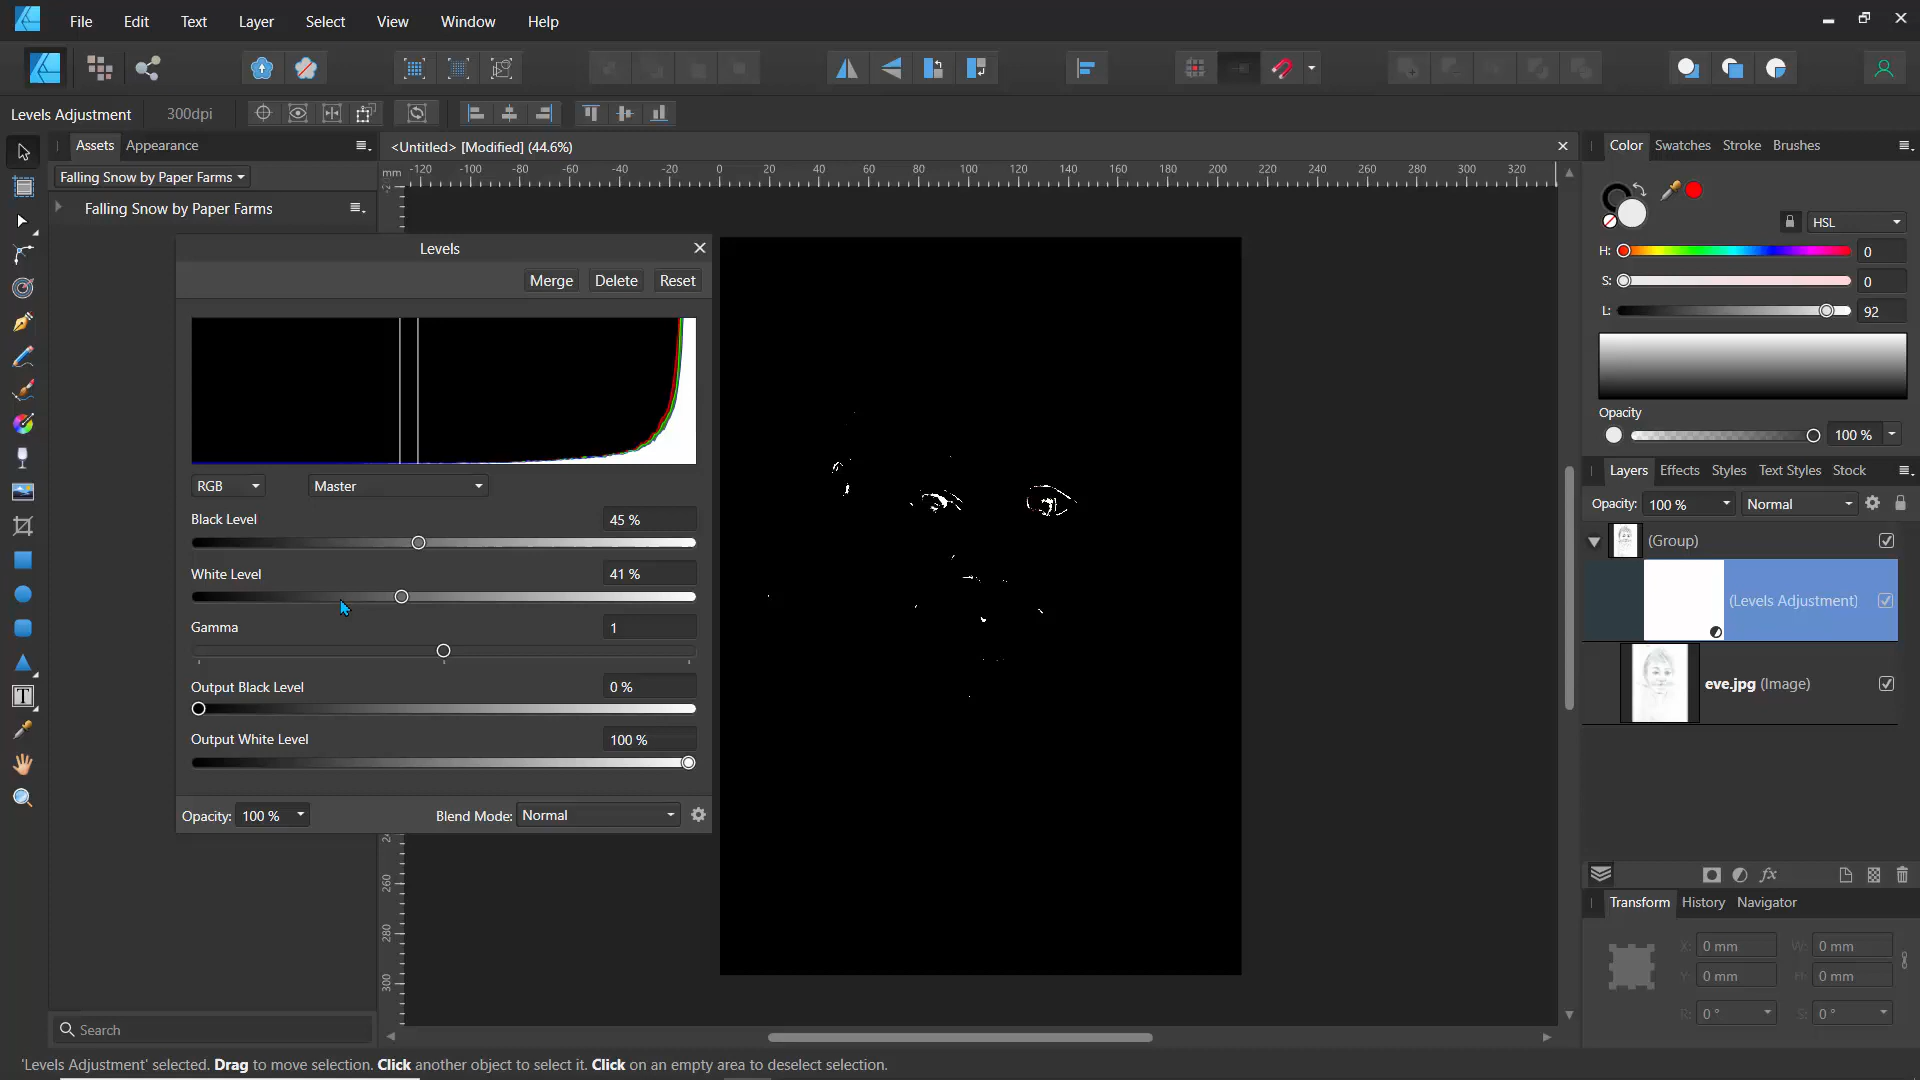 File Edit Text Layer Select View Window Help
Levels Adjustment 300dpi
Assets Appearance
<Untitled> [Modified] (44.6%)
Color Swatches Stroke Brushes
Falling Snow by Paper Farms
mm -120 -100 -80 -60 -40 -20 0 20 40 60 80 100 120 140 160 180 200 220 240 260 280 300 320
Falling Snow by Paper Farms
HSL
Levels
H: 0
Merge Delete Reset
S: 0
L: 92
Opacity
100 %
Layers Effects Styles Text Styles Stock
RGB Master
Opacity: 100 % Normal
Black Level 45 %
(Group)
White Level 41 %
(Levels Adjustment)
Gamma 1
Output Black Level 0 %
eve.jpg (Image)
Output White Level 100 %
Opacity: 100 % Blend Mode: Normal
260
fx
Transform History Navigator
280
X: 0 mm W: 0 mm
Y: 0 mm H: 0 mm
300
R: 0 ° S: 0 °
Search
'Levels Adjustment' selected. Drag to move selection. Click another object to select it. Click on an empty area to deselect selection.